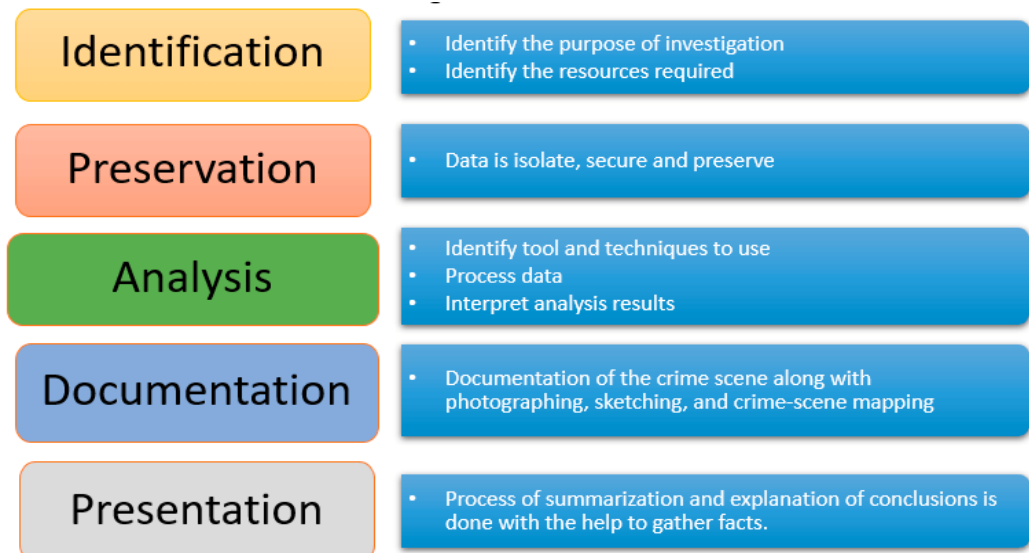 Identification
• Identify the purpose of investigation
• Identify the resources required
Preservation
• Data is isolate, secure and preserve
Analysis
• Identify tool and techniques to use
• Process data
• Interpret analysis results
Documentation
• Documentation of the crime scene along with
photographing, sketching, and crime-scene mapping
Presentation
• Process of summarization and explanation of conclusions is
done with the help to gather facts.